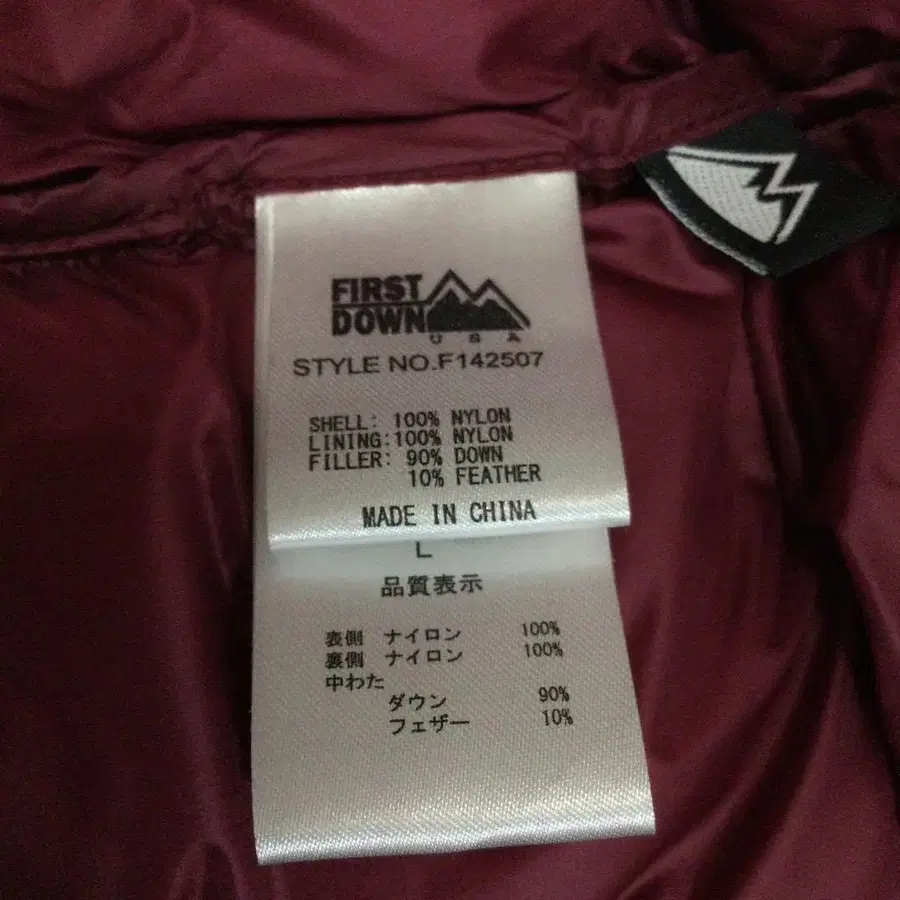 FIRST
DOWN
USA
STYLE NO.F142507
SHELL: 100% NYLON
LINING:100% NYLON
FILLER: 90% DOWN
10% FEATHER
MADE IN CHINA
L
品質表示
表側 ナイロン 100%
裏側 ナイロン 100%
中わた
ダウン 90%
フェザー 10%